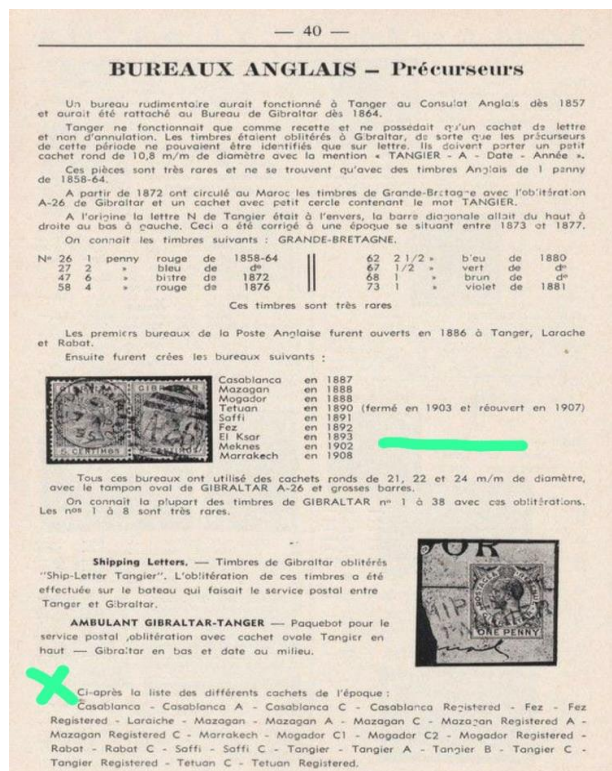 — 40 —
BUREAUX ANGLAIS — Précurseurs
Un bureau rudimentaire aurait fonctionné à Tanger au Consulat Anglais dès 1857
et aurait été rattaché au Bureau de Gibraltar dès 1864.
Tanger ne fonctionnait que comme recette et ne possedait qu'un cachet de lettre
et non d'annulation. Les timbres étaient oblitérés à Gibraltar, de sorte que les précurseurs
de cette période ne pouvaient être identifiés que sur lettre. Ils doivent porter un petit
cachet rond de 10,8 m/m de diamètre avec la mention « TANGIER - A - Date - Année ».
Ces pièces sont très rares et ne se trouvent qu'avec des timbres Anglais de 1 penny
de 1858-64.
A partir de 1872 ont circulé au Maroc les timbres de Grande-Bretagne avec l'oblitération
A-26 de Gibraltar et un cachet avec petit cercle contenant le mot TANGIER.
A l'origine la lettre N de Tangier était à l'envers, la barre diagonale allait du haut à
droite au bas à gauche. Ceci a été corrigé à une époque se situant entre 1873 et 1877.
On connait les timbres suivants : GRANDE-BRETAGNE.
Nº 26 1 penny rouge de 1858-64 62 2 1/2 » b'eu de 1880
27 2 » bleu de dº 67 1/2 » vert de dº
47 6 » bistre de 1872 68 1 » brun de dº
58 4 » rouge de 1876 73 1 » violet de 1881
Ces timbres sont très rares
Les premiers bureaux de la Poste Anglaise furent ouverts en 1886 à Tanger, Larache
et Rabat.
Ensuite furent crées les bureaux suivants :
Casablanca en 1887
Mazagan en 1888
Mogador en 1888
Tetuan en 1890 (fermé en 1903 et réouvert en 1907)
Saffi en 1891
Fez en 1892
El Ksar en 1893
Meknes en 1902
Marrakech en 1908
GIBRALTAR
5 CENTIMOS
Tous ces bureaux ont utilisé des cachets ronds de 21, 22 et 24 m/m de diamètre,
avec le tampon oval de GIBRALTAR A-26 et grosses barres.
On connaît la plupart des timbres de GIBRALTAR nº 1 à 38 avec ces oblitérations.
Les nos 1 à 8 sont très rares.
Shipping Letters. — Timbres de Gibraltar oblitérés
"Ship-Letter Tangier". L'oblitération de ces timbres a été
effectuée sur le bateau qui faisait le service postal entre
Tanger et Gibraltar.
AMBULANT GIBRALTAR-TANGER — Paquebot pour le
service postal ,oblitération avec cachet ovale Tangier en
haut — Gibraltar en bas et date au milieu.
OR
POSTAGE
ONE PENNY
Ci-après la liste des différents cachets de l'époque :
Casablanca - Casablanca A - Casablanca C - Casablanca Registered - Fez - Fez
Registered - Laraiche - Mazagan - Mazagan A - Mazagan C - Mazagan Registered A -
Mazagan Registered C - Marrakech - Mogador C1 - Mogador C2 - Mogador Registered -
Rabat - Rabat C - Saffi - Saffi C - Tangier - Tangier A - Tangier B - Tangier C -
Tangier Registered - Tetuan C - Tetuan Registered.